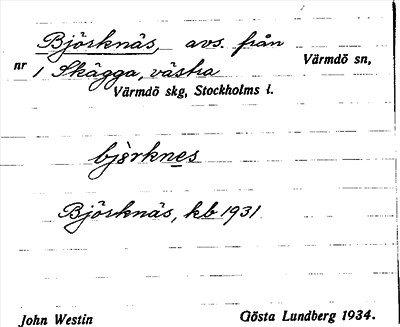 Björknäs, avs. från
nr 1 Skägga, västra Värmdö sn,
Värmdö skg, Stockholms l.
bjèrknes
Björknäs, kb 1931
John Westin Gösta Lundberg 1934.